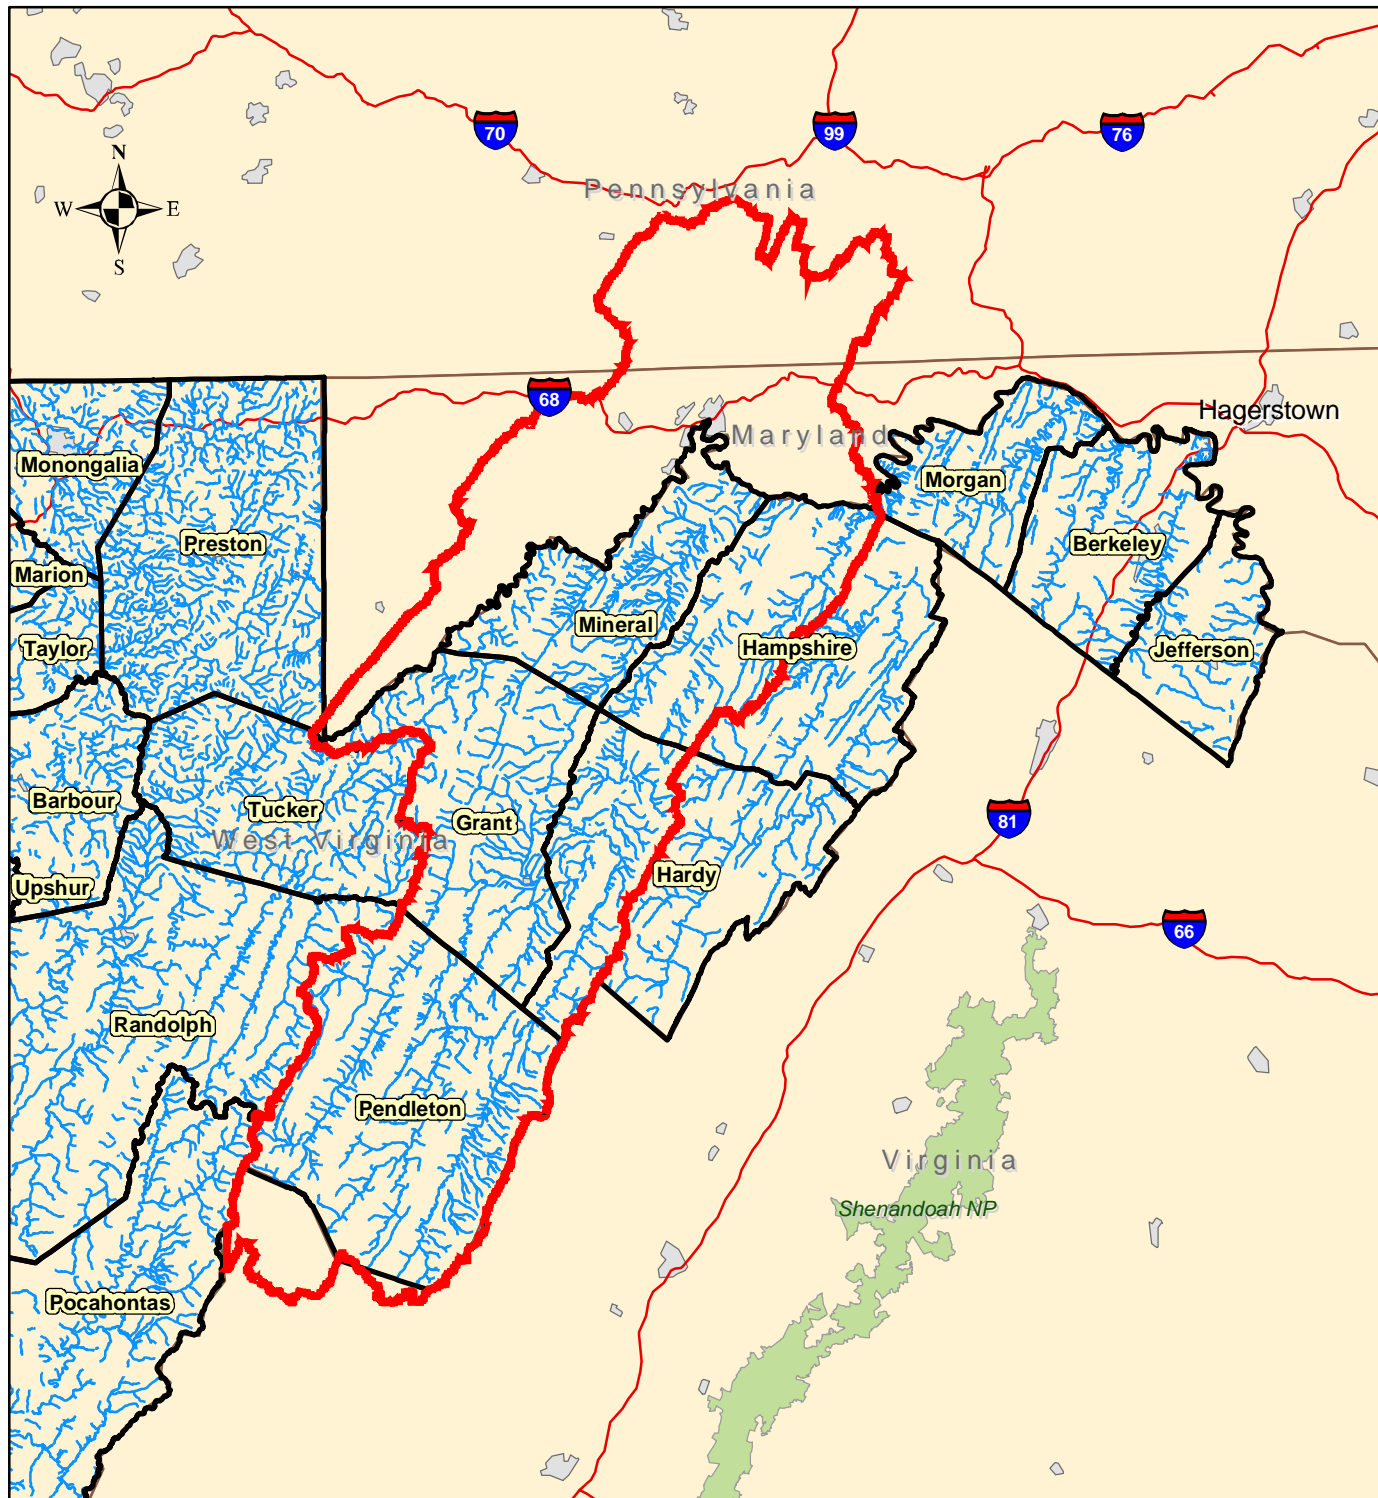 70
99
76
N
Pennsylvania
W
E
S
68
Hagerstown
Maryland
Monongalia
Morgan
Preston
Berkeley
Marion
Mineral
Taylor
Hampshire
Jefferson
Barbour
Tucker
Grant
81
West Virginia
Hardy
Upshur
66
Randolph
Pendleton
Virginia
Shenandoah NP
Pocahontas